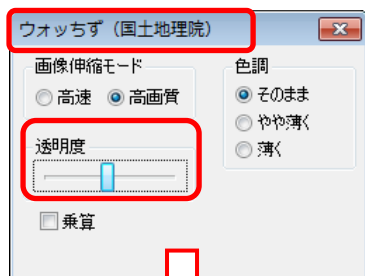 ウォッちず（国土地理院）
画像伸縮モード
高速 高画質
透明度
乗算
色調
そのまま
やや薄く
薄く